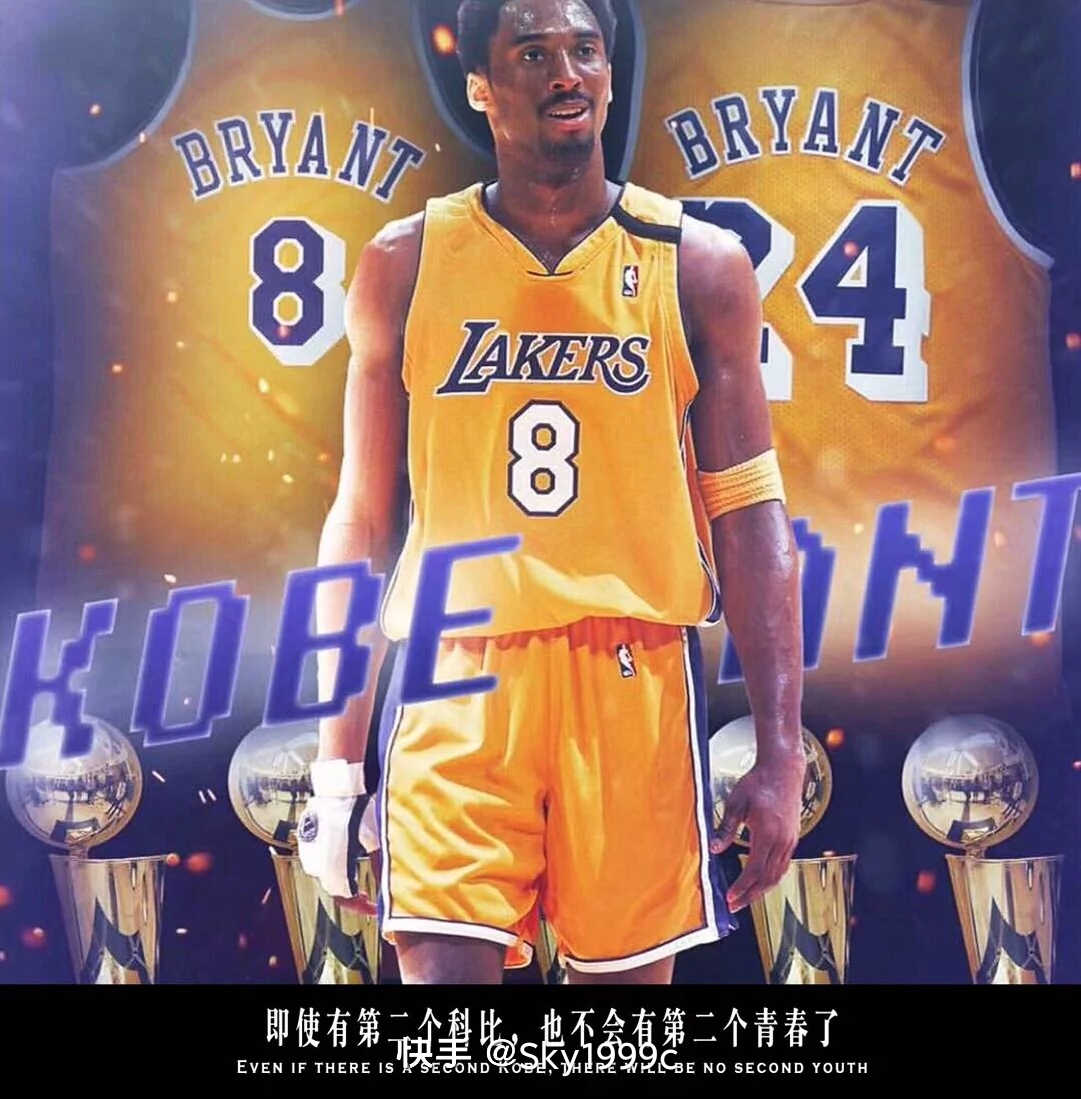 BRYANT
8
BRYANT
24
LAKERS
8
KOBE
ANT
即使有第二个科比，也不会有第二个青春了
快手 @Sky1999c
EVEN IF THERE IS A SECOND KOBE, THERE WILL BE NO SECOND YOUTH